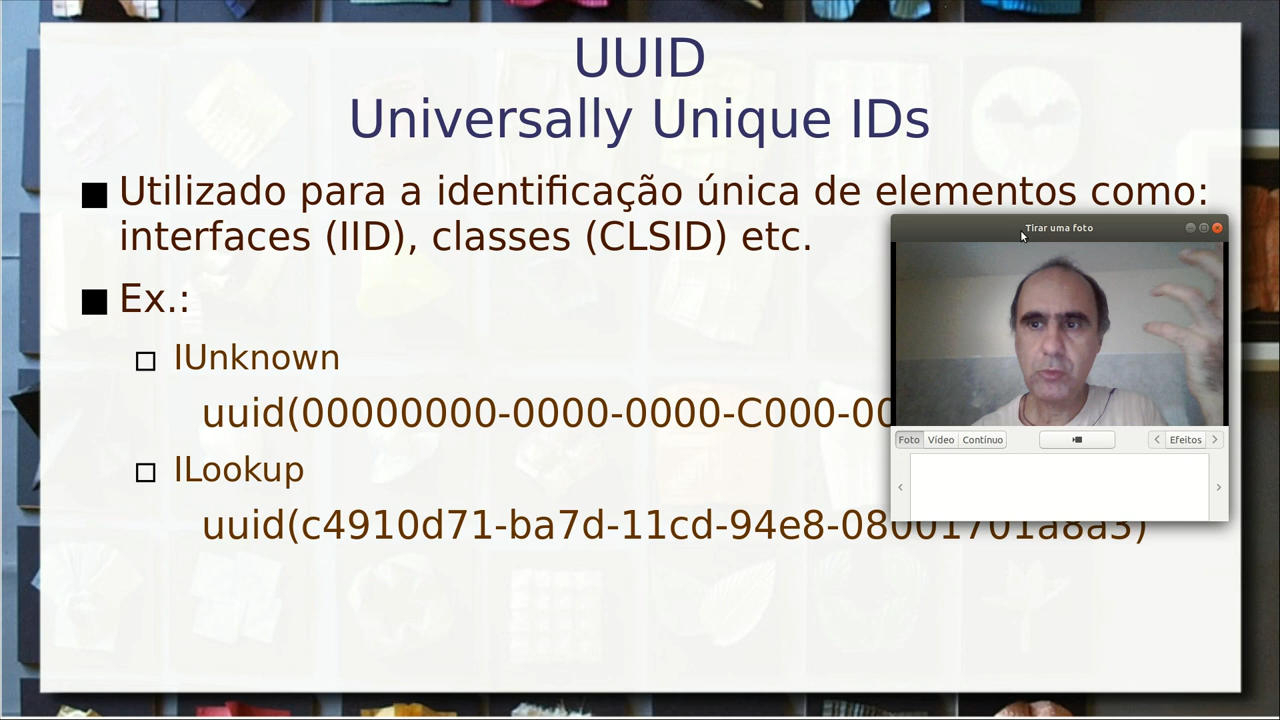 UUID
Universally Unique IDs
Utilizado para a identificação única de elementos como:
interfaces (IID), classes (CLSID) etc.
Tirar uma foto
Ex.:
IUnknown
uuid(00000000-0000-0000-C000-00
Foto Vídeo Contínuo Efeitos
ILookup
uuid(c4910d71-ba7d-11cd-94e8-08001701a8a3)